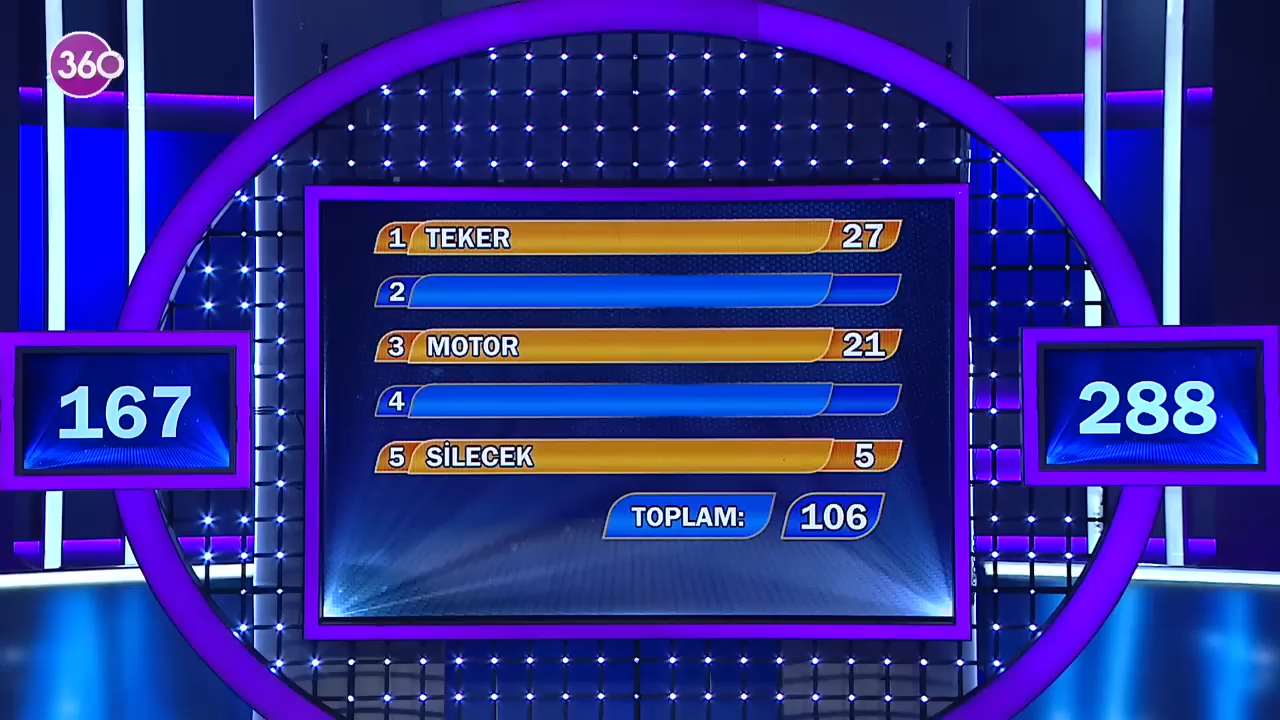 360
1 TEKER 27
2
3 MOTOR 21
4
5 SİLECEK 5
TOPLAM: 106
167
288